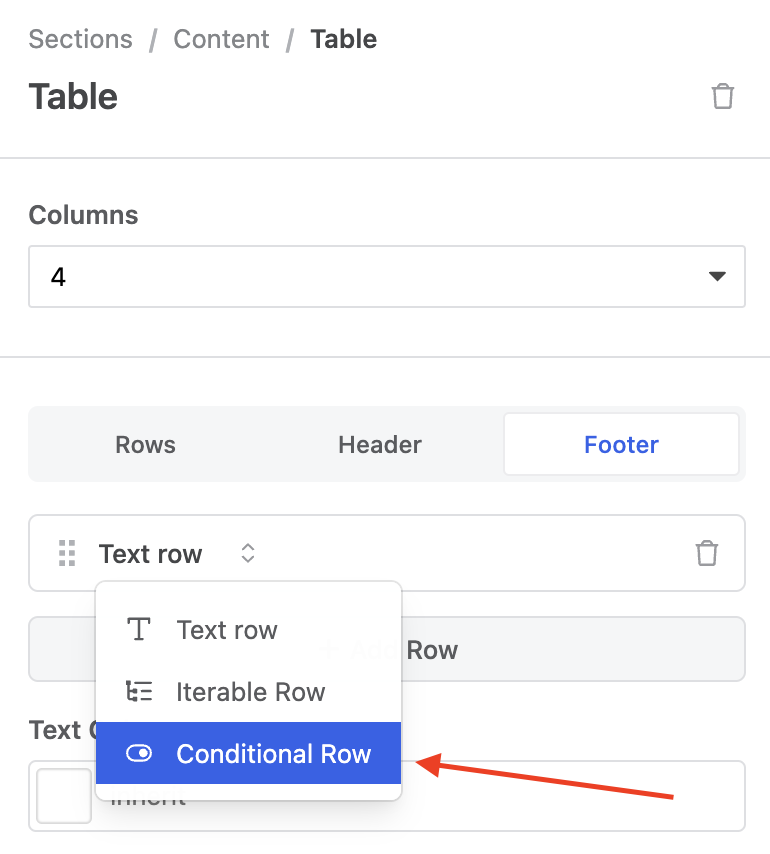 Sections / Content / Table
Table
Columns
4
Rows Header Footer
Text row
Text row
Add Row
Iterable Row
Text
Conditional Row
Inherit